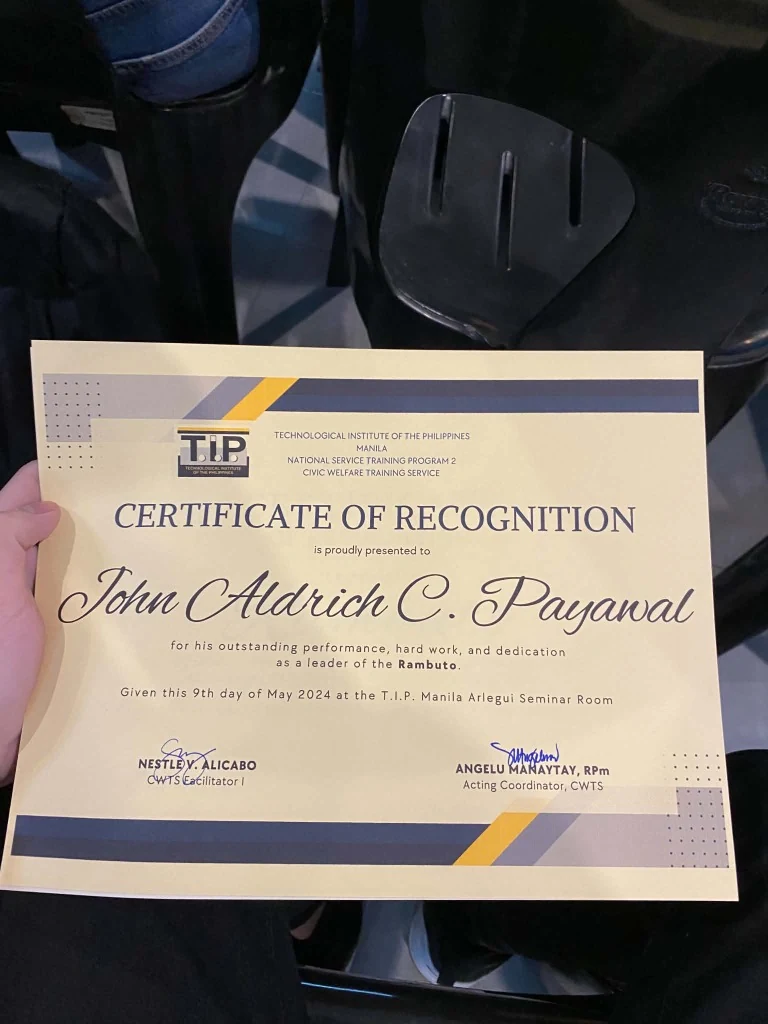 T.I.P
TECHNOLOGICAL INSTITUTE
OF THE PHILIPPINES
TECHNOLOGICAL INSTITUTE OF THE PHILIPPINES
MANILA
NATIONAL SERVICE TRAINING PROGRAM 2
CIVIC WELFARE TRAINING SERVICE
CERTIFICATE OF RECOGNITION
is proudly presented to
John Aldrich C. Payawal
for his outstanding performance, hard work, and dedication
as a leader of the Rambuto.
Given this 9th day of May 2024 at the T.I.P. Manila Arlegui Seminar Room
NESTLE V. ALICABO
CWTS Facilitator I
ANGELU MANAYTAY, RPm
Acting Coordinator, CWTS